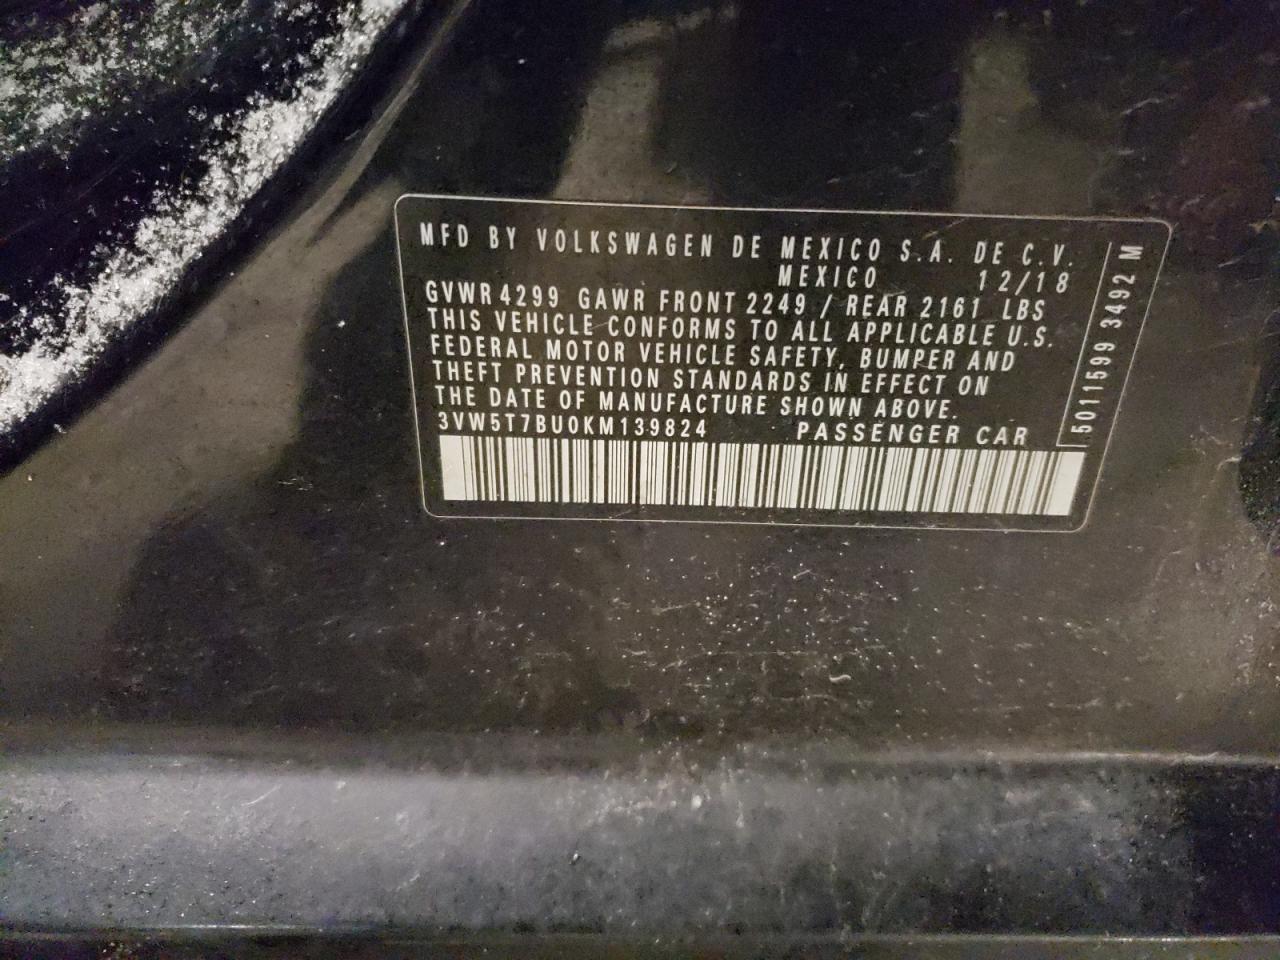 MFD BY VOLKSWAGEN DE MEXICO S.A. DE C.V.
MEXICO 12/18
GVWR 4299 GAWR FRONT 2249 / REAR 2161 LBS
THIS VEHICLE CONFORMS TO ALL APPLICABLE U.S.
FEDERAL MOTOR VEHICLE SAFETY, BUMPER AND
THEFT PREVENTION STANDARDS IN EFFECT ON
THE DATE OF MANUFACTURE SHOWN ABOVE.
3VW5T7BU0KM139824 PASSENGER CAR
5011599 3492 M